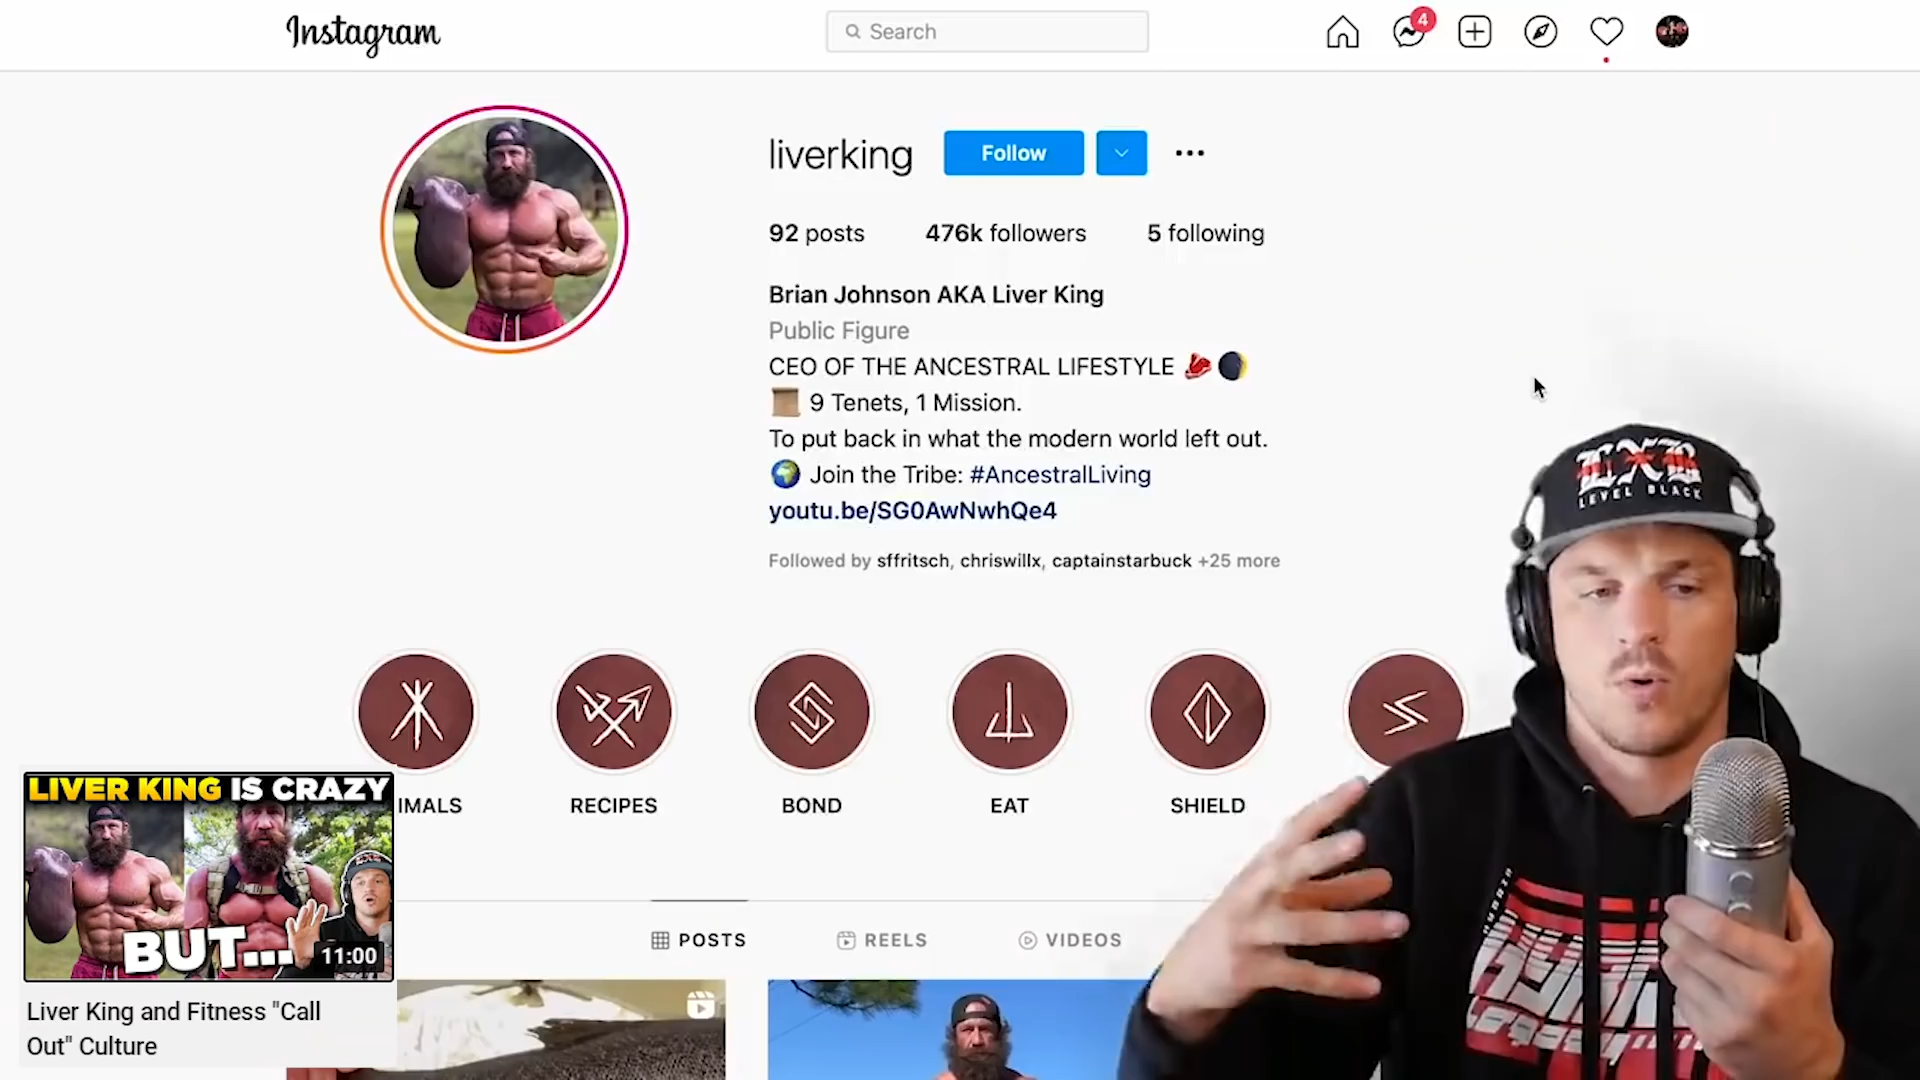 Instagram
Search
4
liverking
Follow
92 posts
476k followers
5 following
Brian Johnson AKA Liver King
Public Figure
CEO OF THE ANCESTRAL LIFESTYLE
9 Tenets, 1 Mission.
To put back in what the modern world left out.
Join the Tribe: #AncestralLiving
youtu.be/SG0AwNwhQe4
Followed by sffritsch, chriswillx, captainstarbuck +25 more
LXB
LEVEL BLACK
IMALS
RECIPES
BOND
EAT
SHIELD
LIVER KING IS CRAZY
BUT...
11:00
Liver King and Fitness "Call
Out" Culture
POSTS
REELS
VIDEOS